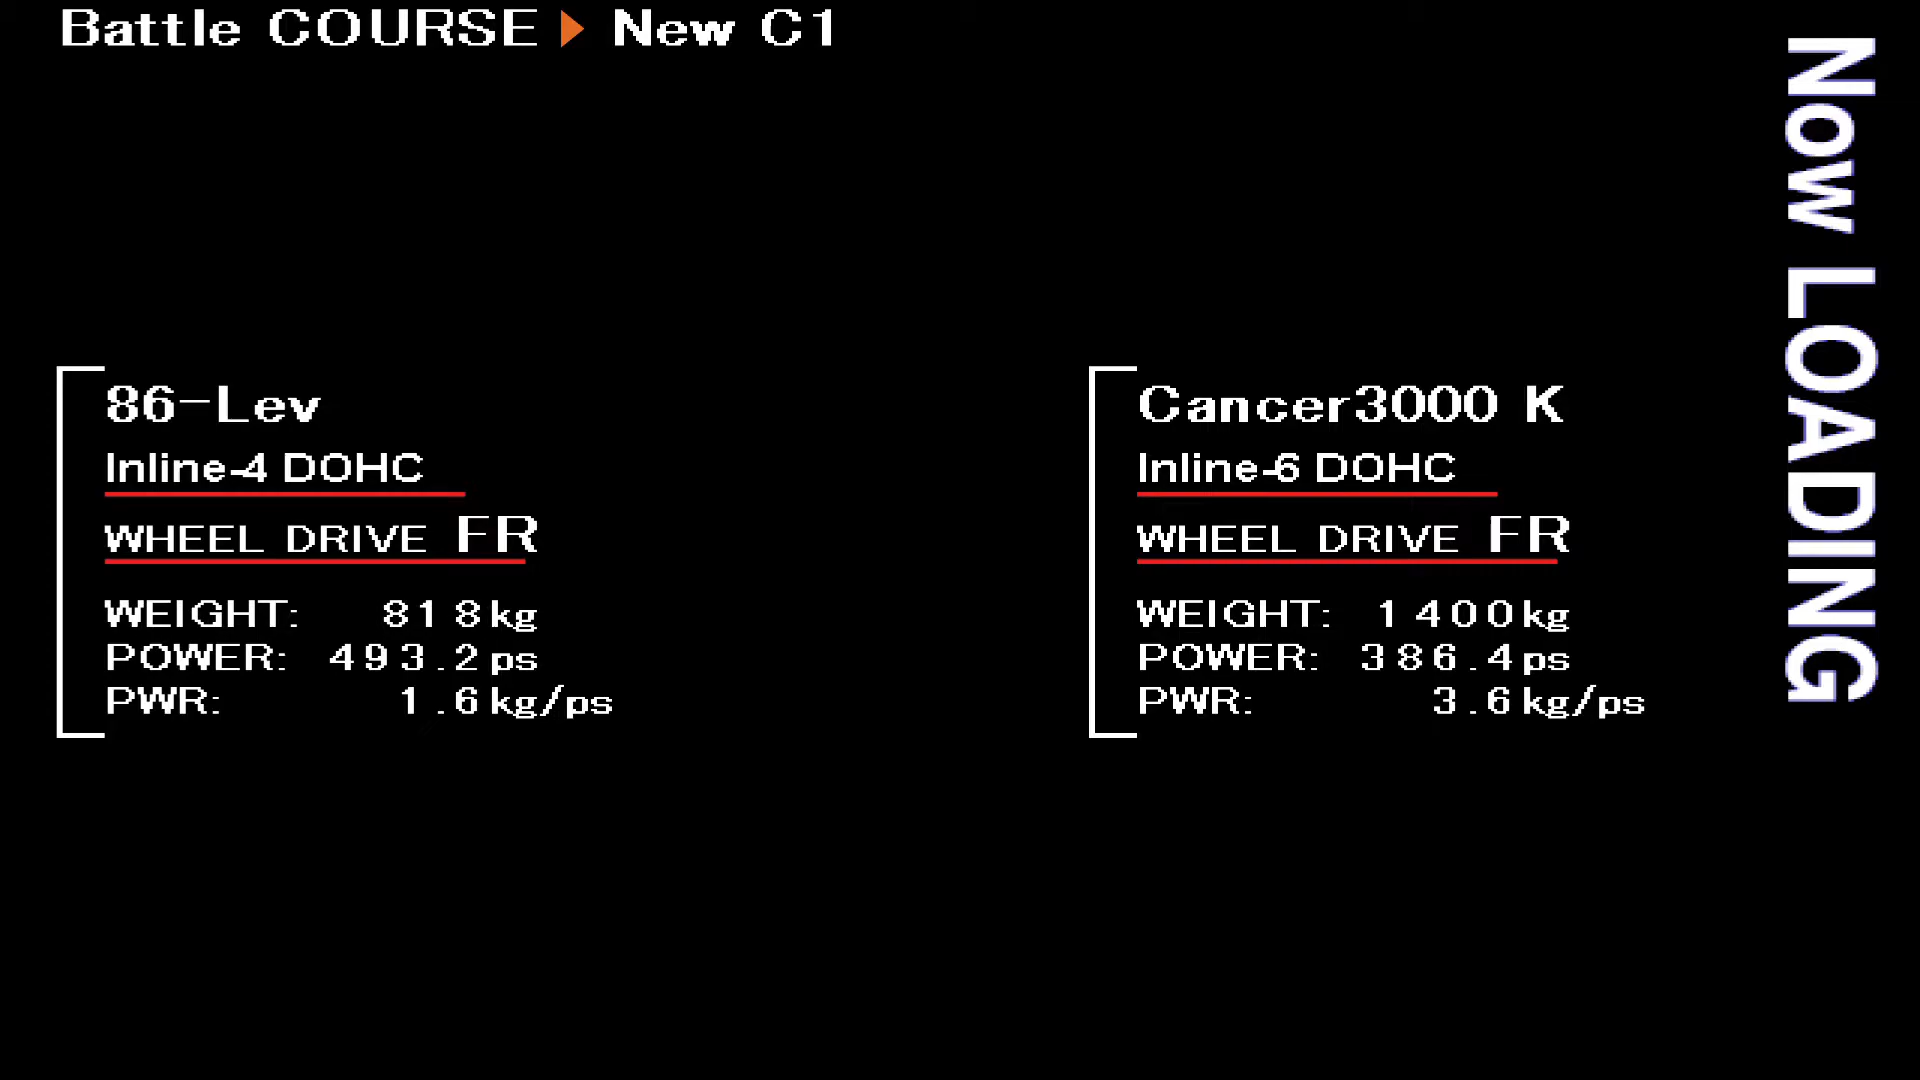 Battle COURSE ▶ New C1
Now LOADING
86-Lev
Inline-4 DOHC
WHEEL DRIVE FR
WEIGHT: 818kg
POWER: 493.2ps
PWR: 1.6kg/ps
Cancer3000 K
Inline-6 DOHC
WHEEL DRIVE FR
WEIGHT: 1400kg
POWER: 386.4ps
PWR: 3.6kg/ps